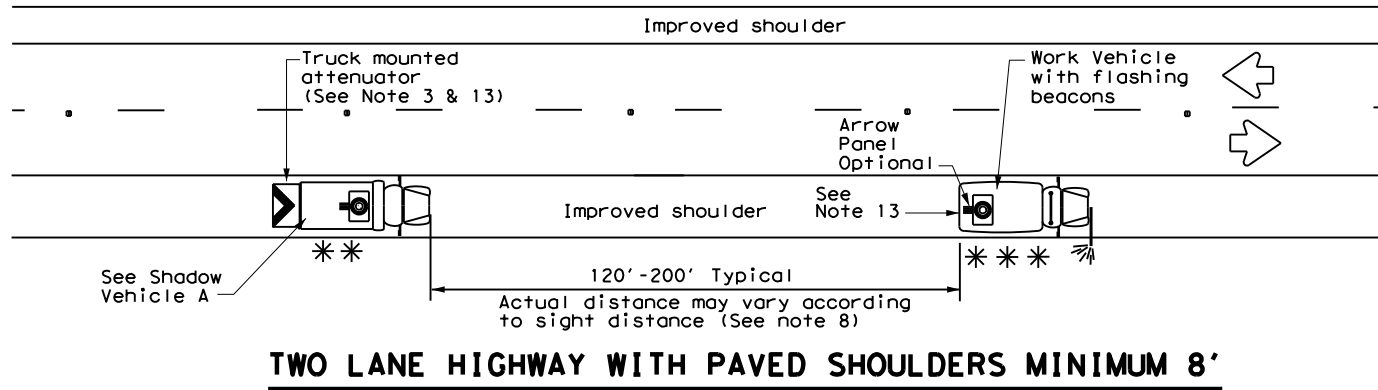 Improved shoulder
Truck mounted
attenuator
(See Note 3 & 13)
Work Vehicle
with flashing
beacons
Arrow
Panel
Optional
See
Note 13
Improved shoulder
See Shadow
Vehicle A
120'-200' Typical
Actual distance may vary according
to sight distance (See note 8)
TWO LANE HIGHWAY WITH PAVED SHOULDERS MINIMUM 8'